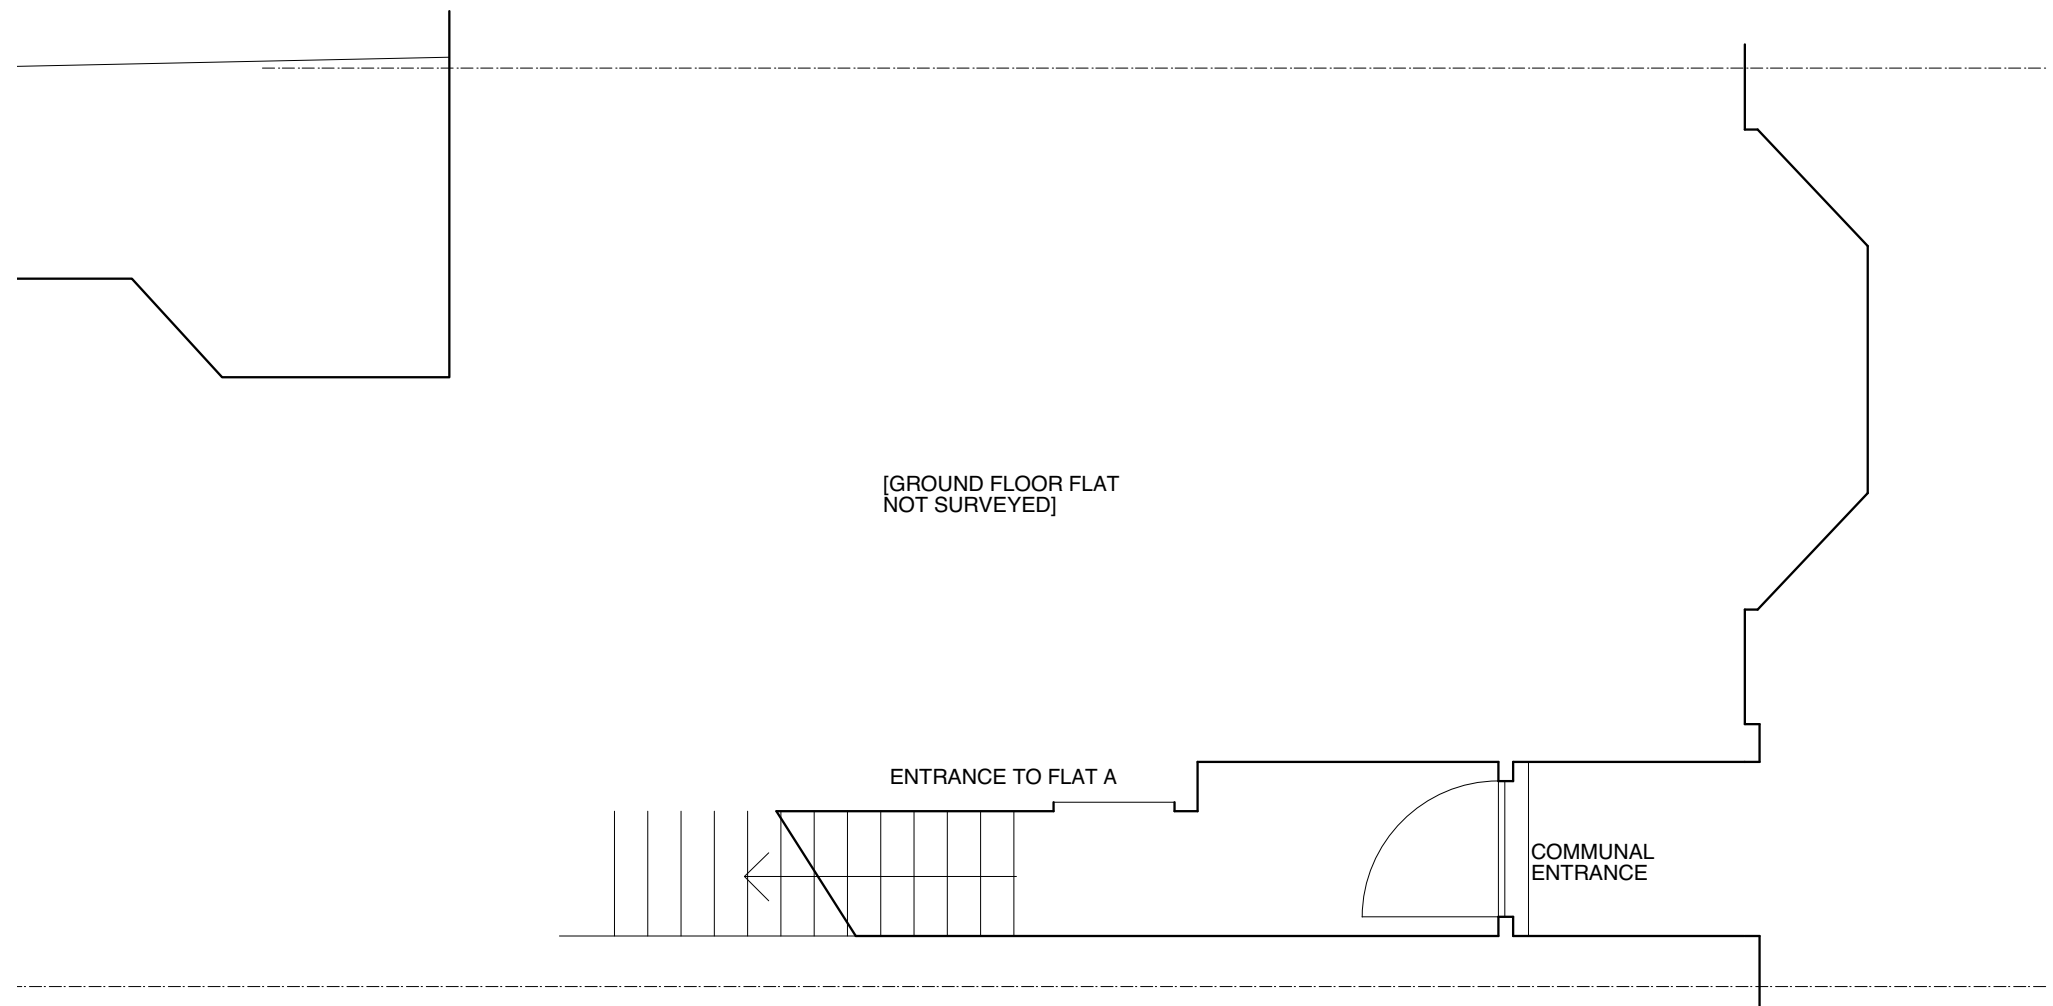 [GROUND FLOOR FLAT
NOT SURVEYED]
ENTRANCE TO FLAT A
COMMUNAL
ENTRANCE